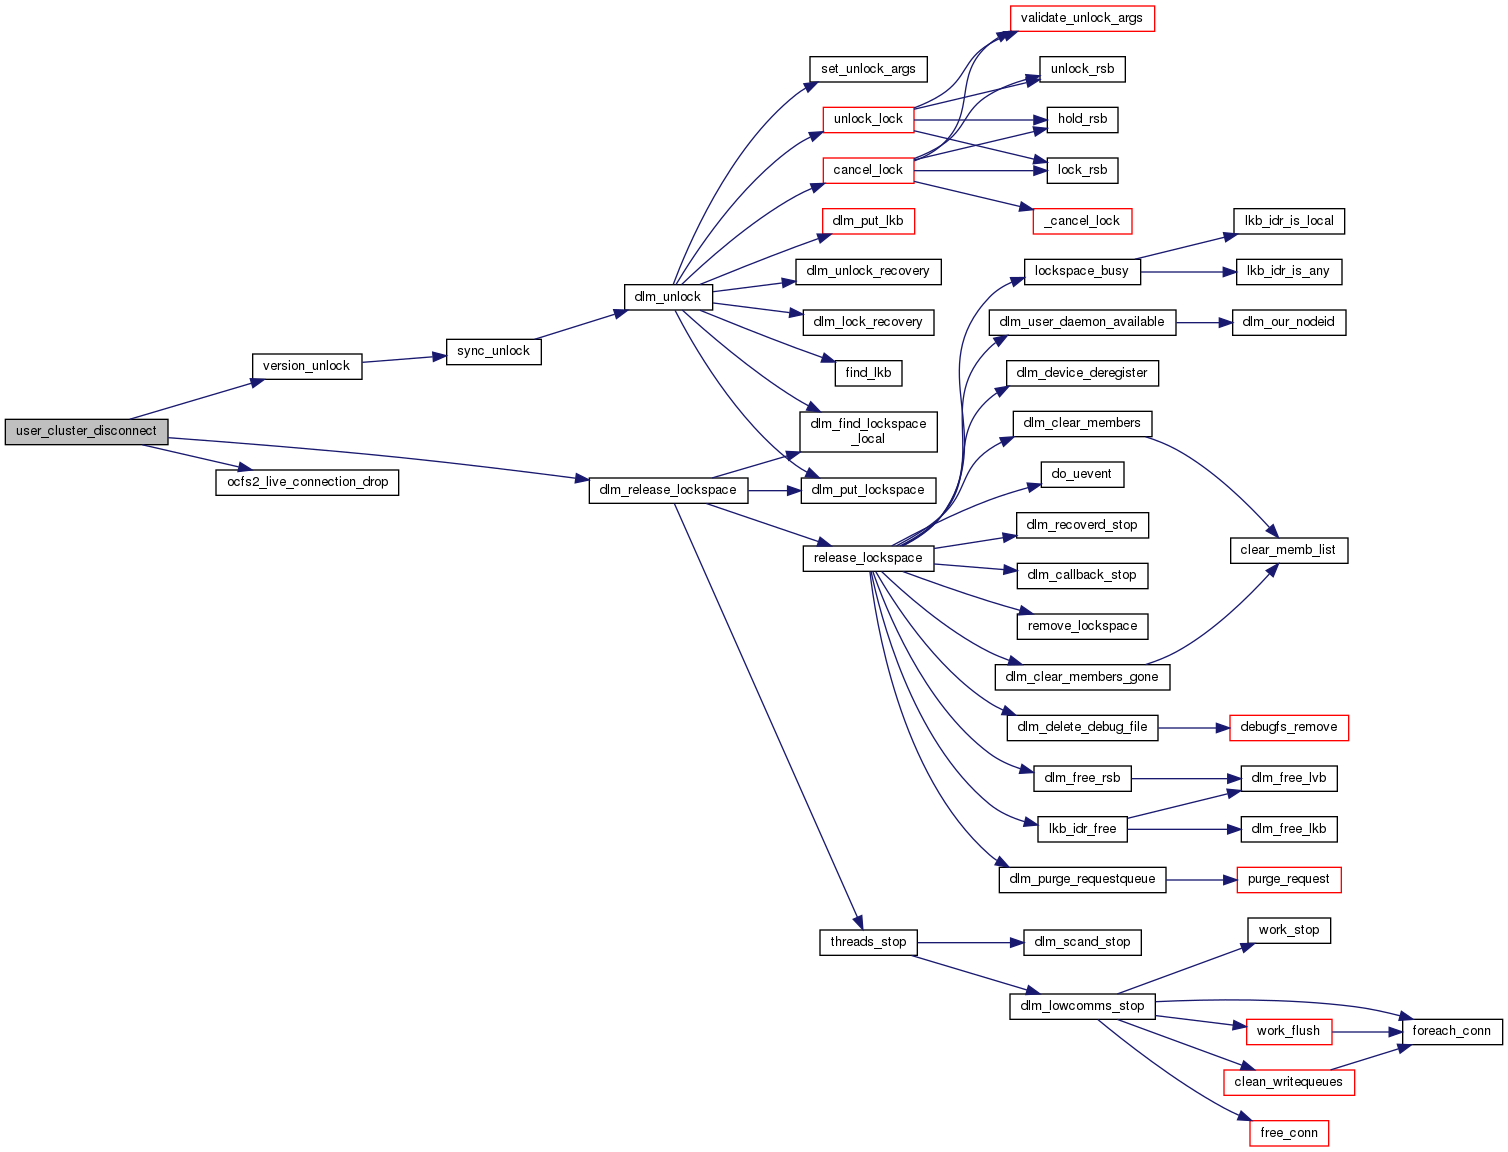 validate_unlock_args
set_unlock_args
unlock_rsb
unlock_lock
hold_rsb
cancel_lock
lock_rsb
dlm_put_lkb
_cancel_lock
lkb_idr_is_local
dlm_unlock_recovery
lockspace_busy
lkb_idr_is_any
dlm_unlock
dlm_lock_recovery
dlm_user_daemon_available
dlm_our_nodeid
sync_unlock
version_unlock
find_lkb
dlm_device_deregister
user_cluster_disconnect
dlm_find_lockspace
_local
dlm_clear_members
ocfs2_live_connection_drop
dlm_release_lockspace
dlm_put_lockspace
do_uevent
dlm_recoverd_stop
release_lockspace
clear_memb_list
dlm_callback_stop
remove_lockspace
dlm_clear_members_gone
dlm_delete_debug_file
debugfs_remove
dlm_free_rsb
dlm_free_lvb
lkb_idr_free
dlm_free_lkb
dlm_purge_requestqueue
purge_request
threads_stop
dlm_scand_stop
work_stop
dlm_lowcomms_stop
work_flush
foreach_conn
clean_writequeues
free_conn